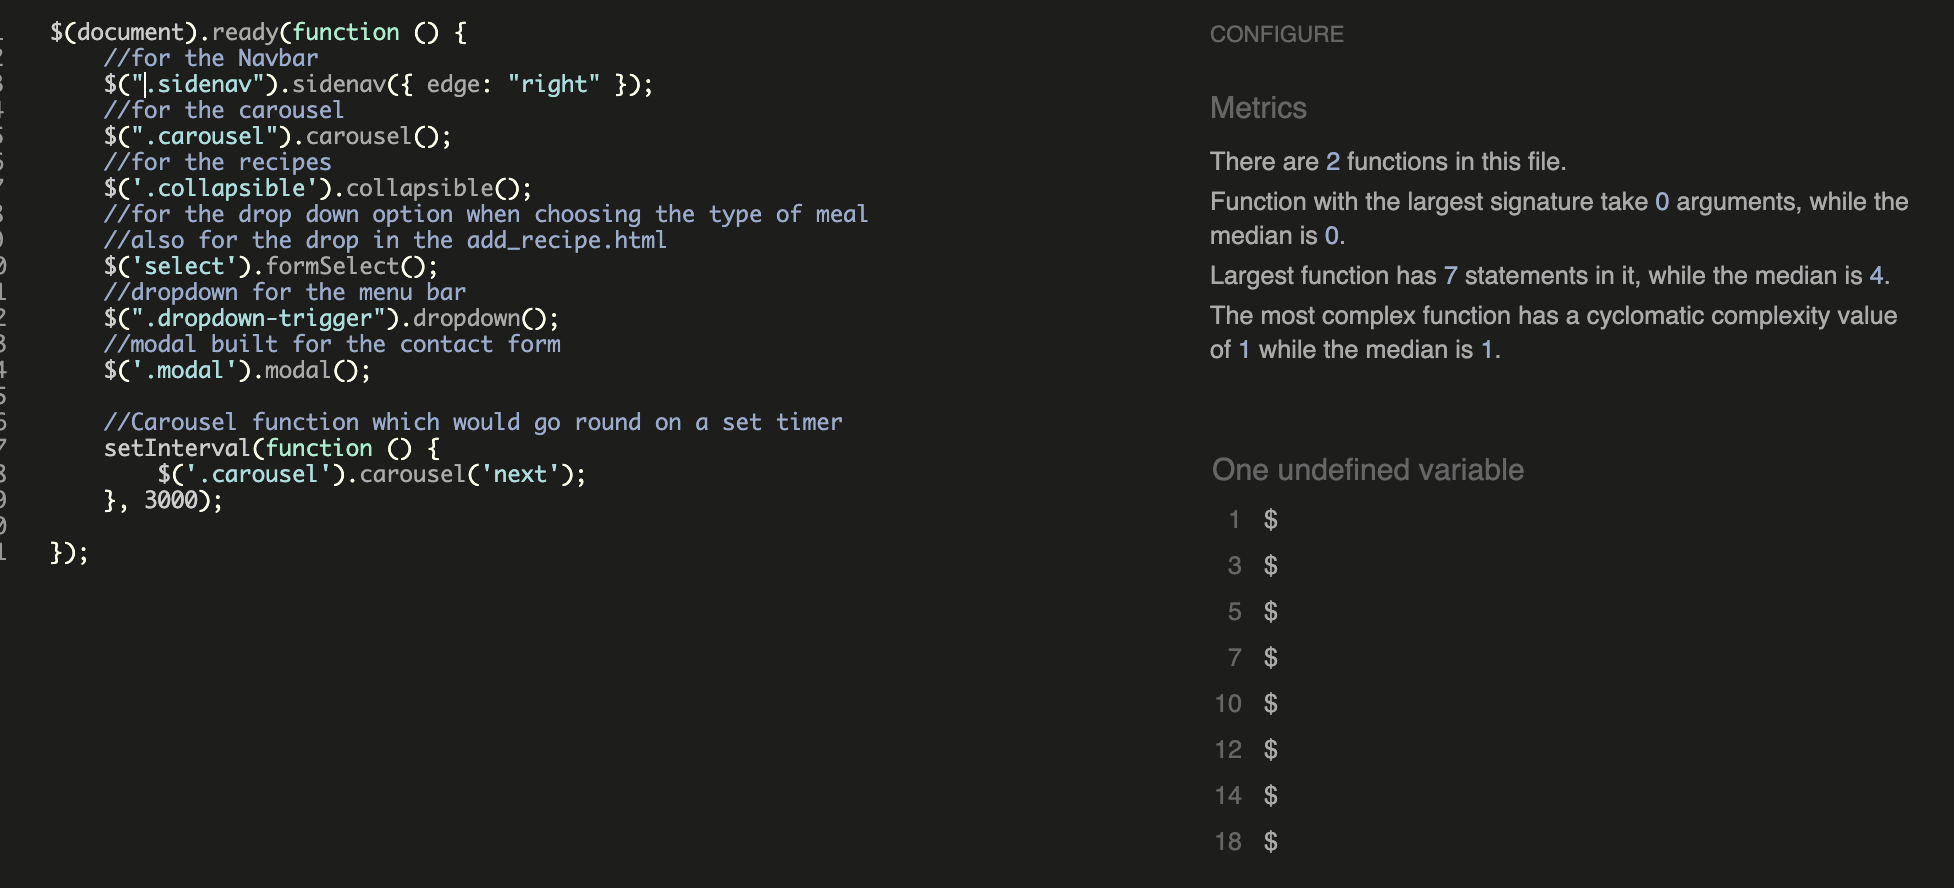 $(document).ready(function () {
//for the Navbar
$(".sidenav").sidenav({ edge: "right" });
//for the carousel
$(".carousel").carousel();
//for the recipes
$('.collapsible').collapsible();
//for the drop down option when choosing the type of meal
//also for the drop in the add_recipe.html
$('select').formSelect();
//dropdown for the menu bar
$(".dropdown-trigger").dropdown();
//modal built for the contact form
$('.modal').modal();
//Carousel function which would go round on a set timer
setInterval(function () {
$('.carousel').carousel('next');
}, 3000);
});
CONFIGURE
Metrics
There are 2 functions in this file.
Function with the largest signature take 0 arguments, while the
median is 0.
Largest function has 7 statements in it, while the median is 4.
The most complex function has a cyclomatic complexity value
of 1 while the median is 1.
One undefined variable
1 $
3 $
5 $
7 $
10 $
12 $
14 $
18 $